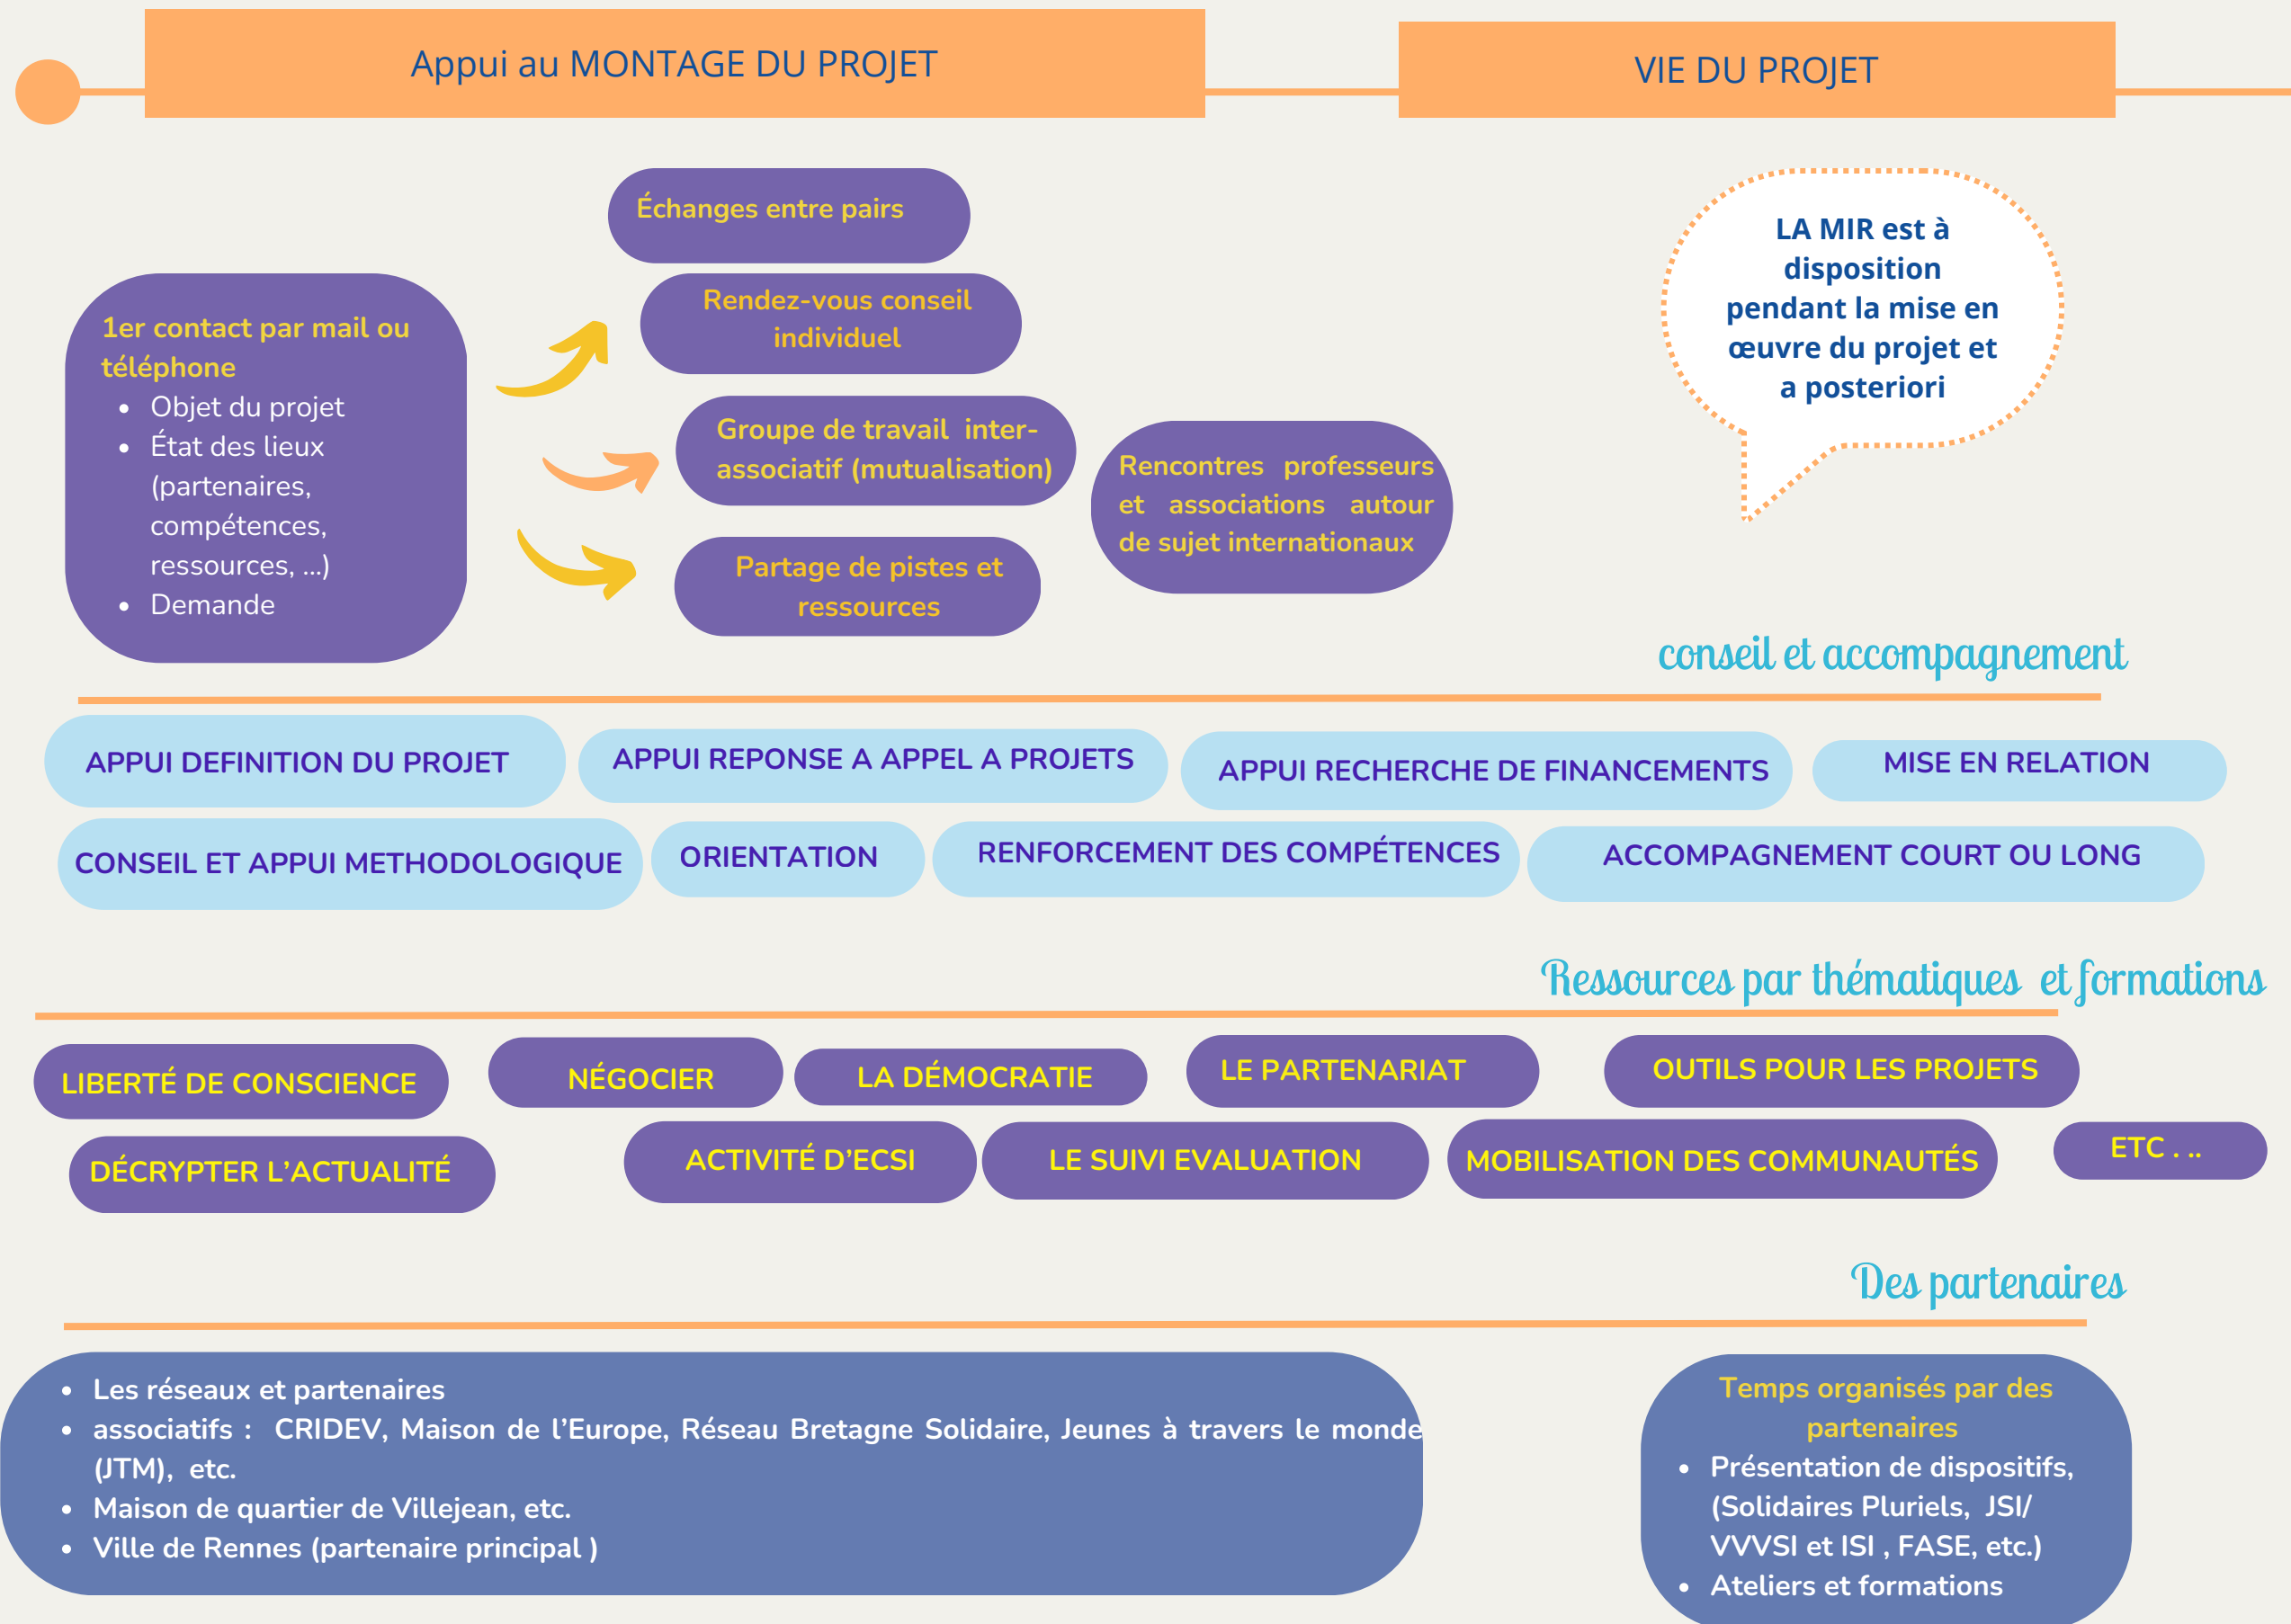 Appui au MONTAGE DU PROJET
VIE DU PROJET
Échanges entre pairs
Rendez-vous conseil
individuel
1er contact par mail ou
téléphone
• Objet du projet
• État des lieux
(partenaires,
compétences,
ressources, ...)
• Demande
Groupe de travail  inter-
associatif (mutualisation)
Partage de pistes et
ressources
Rencontres professeurs
et associations autour
de sujet internationaux
LA MIR est à
disposition
pendant la mise en
œuvre du projet et
a posteriori
conseil et accompagnement
APPUI DEFINITION DU PROJET
APPUI REPONSE A APPEL A PROJETS
APPUI RECHERCHE DE FINANCEMENTS
MISE EN RELATION
CONSEIL ET APPUI METHODOLOGIQUE
ORIENTATION
RENFORCEMENT DES COMPÉTENCES
ACCOMPAGNEMENT COURT OU LONG
Ressources par thématiques  et formations
LIBERTÉ DE CONSCIENCE
NÉGOCIER
LA DÉMOCRATIE
LE PARTENARIAT
OUTILS POUR LES PROJETS
DÉCRYPTER L’ACTUALITÉ
ACTIVITÉ D’ECSI
LE SUIVI EVALUATION
MOBILISATION DES COMMUNAUTÉS
ETC . ..
Des partenaires
• Les réseaux et partenaires
• associatifs :  CRIDEV, Maison de l’Europe, Réseau Bretagne Solidaire, Jeunes à travers le monde
(JTM),  etc.
• Maison de quartier de Villejean, etc.
• Ville de Rennes (partenaire principal )
Temps organisés par des
partenaires
• Présentation de dispositifs,
(Solidaires Pluriels,  JSI/
VVVSI et ISI , FASE, etc.)
• Ateliers et formations